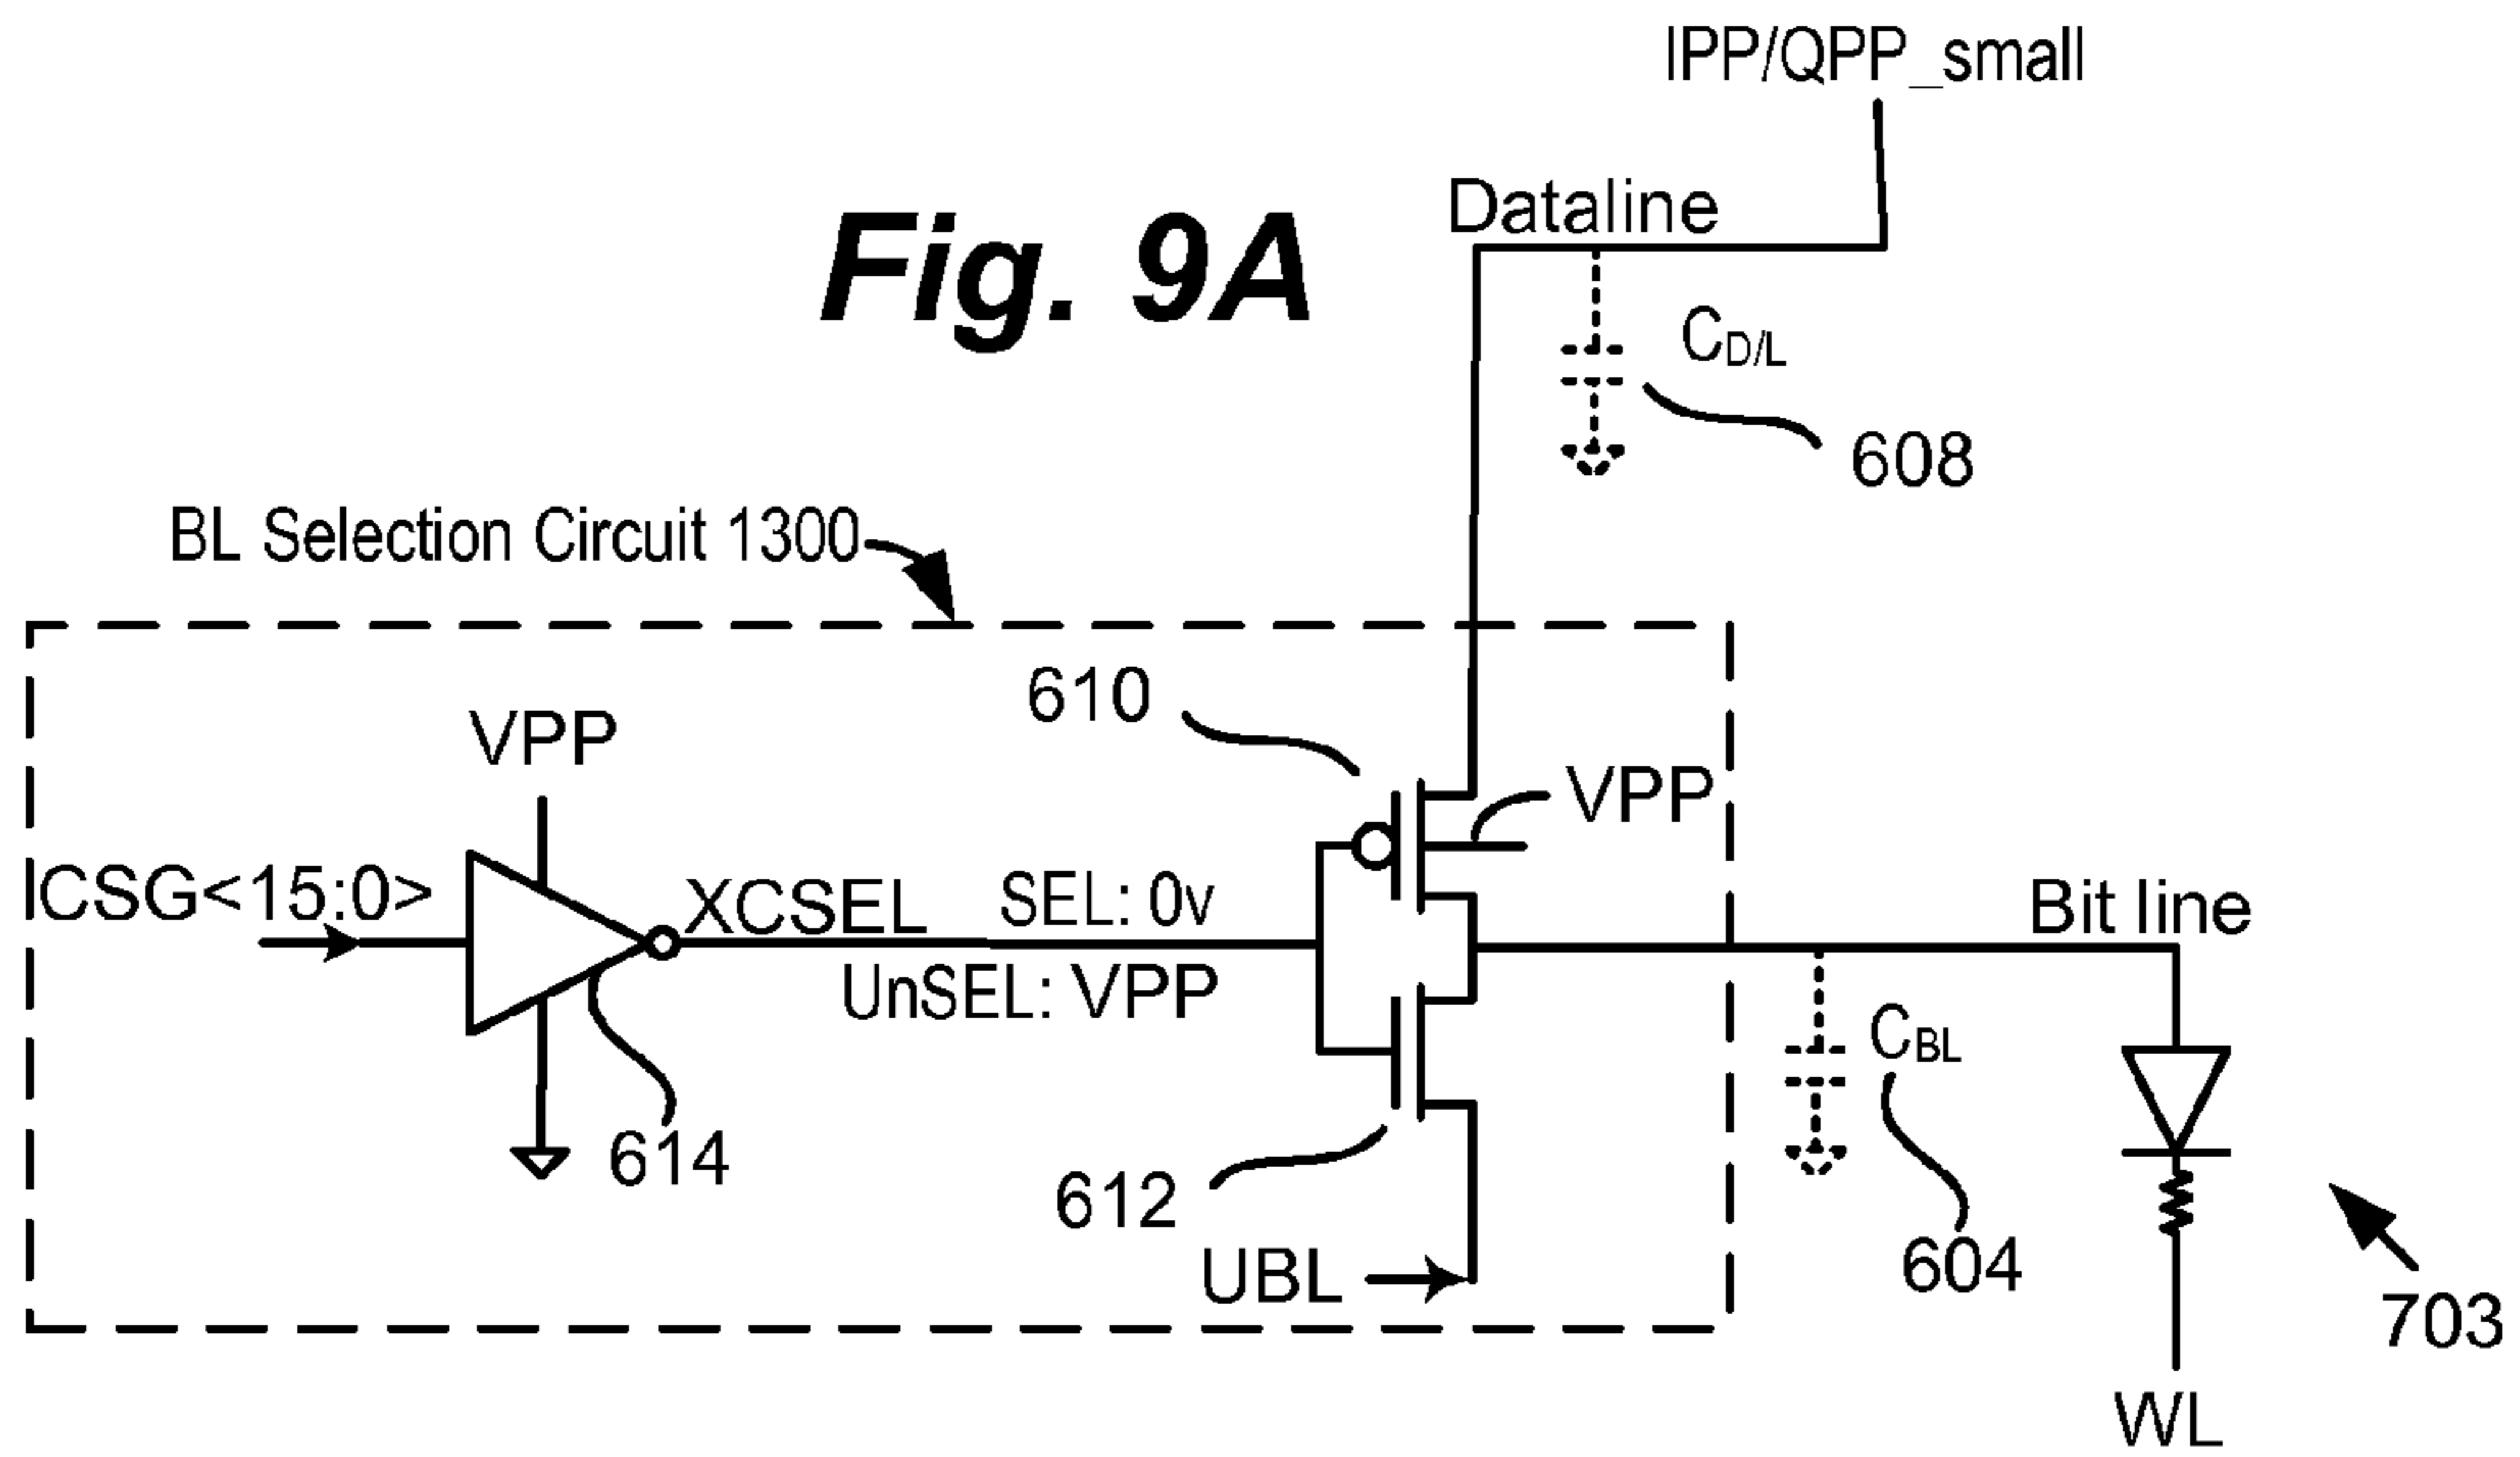 IPP/QPP_small
Dataline
Fig. 9A
CD/L
608
BL Selection Circuit 1300
610
VPP
VPP
CSG<15:0>
XCSEL
SEL: 0v
Bit line
UnSEL: VPP
CBL
614
612
UBL
604
703
WL